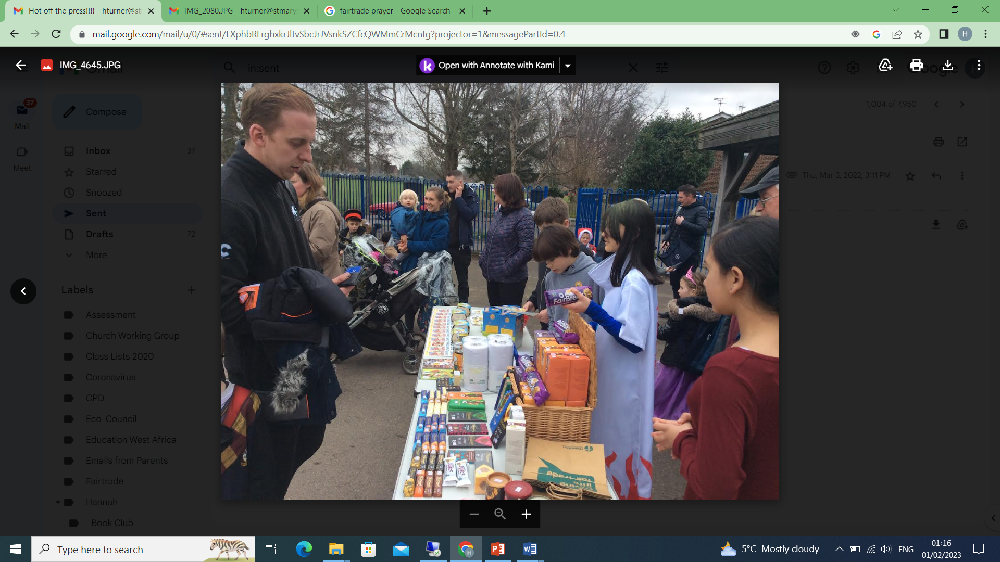 Hot off the press!!!! - hturner@st
IMG_2080.JPG - hturner@stmary
fairtrade prayer - Google Search
mail.google.com/mail/u/0/#sent/LXphbRLrghxkrJltvSbcJrJVsnkSZCfcQWMmCrMcntg?projector=1&messagePartId=0.4
H
IMG_4645.JPG
in:sent
Open with Annotate with Kami
37
Mail
Meet
Compose
1,004 of 7,950
Inbox 37
Starred
Snoozed
Sent
Drafts 72
More
Thu, Mar 3, 2022, 3:11 PM
Labels
Assessment
Church Working Group
Class Lists 2020
Coronavirus
CPD
Eco-Council
Education West Africa
Emails from Parents
Fairtrade
Hannah
Book Club
FairBre
fair trade
Type here to search
5°C Mostly cloudy
ENG
01:16
01/02/2023